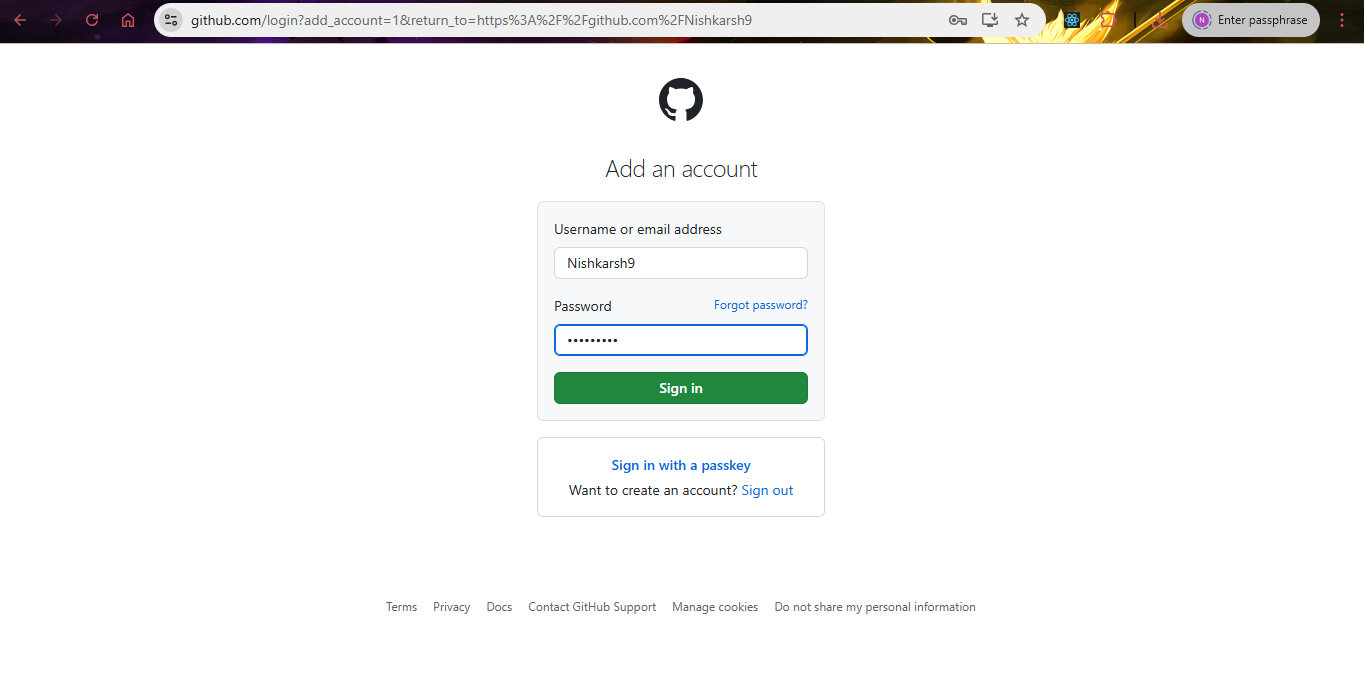 github.com/login?add_account=1&return_to=https%3A%2F%2Fgithub.com%2FNishkarsh9
N
Enter passphrase
Add an account
Username or email address
Nishkarsh9
Password Forgot password?
•••••••••
Sign in
Sign in with a passkey
Want to create an account? Sign out
Terms Privacy Docs Contact GitHub Support Manage cookies Do not share my personal information